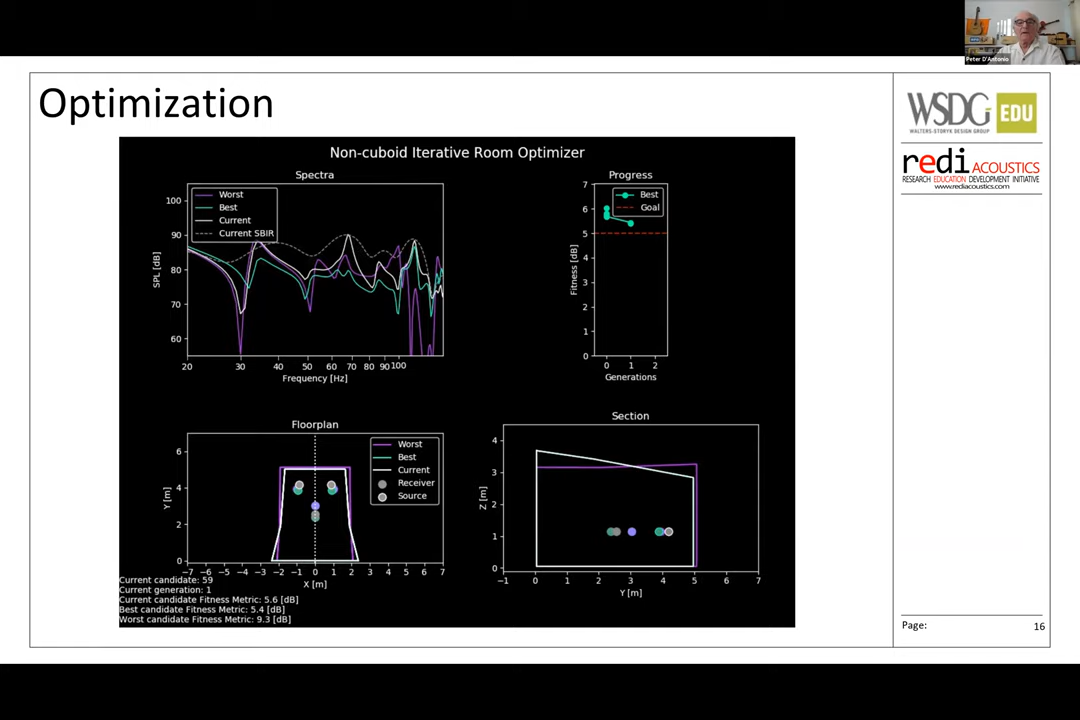 Peter D'Antonio
Optimization
WSDG EDU
WALTERS-STORYK DESIGN GROUP
redi ACOUSTICS
RESEARCH EDUCATION DEVELOPMENT INITIATIVE
www.rediacoustics.com
Non-cuboid Iterative Room Optimizer
Spectra
Worst
Best
Current
Current SBIR
100
90
80
70
60
SPL [dB]
20 30 40 50 60 70 80 90 100
Frequency [Hz]
Progress
Best
Goal
7
6
5
4
3
2
1
0
Fitness [dB]
0 1 2
Generations
Floorplan
Worst
Best
Current
Receiver
Source
6
4
2
0
Y [m]
−7 −6 −5 −4 −3 −2 −1 0 1 2 3 4 5 6 7
X [m]
Section
4
3
2
1
0
Z [m]
−1 0 1 2 3 4 5 6 7
Y [m]
Current candidate: 59
Current generation: 1
Current candidate Fitness Metric: 5.6 [dB]
Best candidate Fitness Metric: 5.4 [dB]
Worst candidate Fitness Metric: 9.3 [dB]
Page: 16